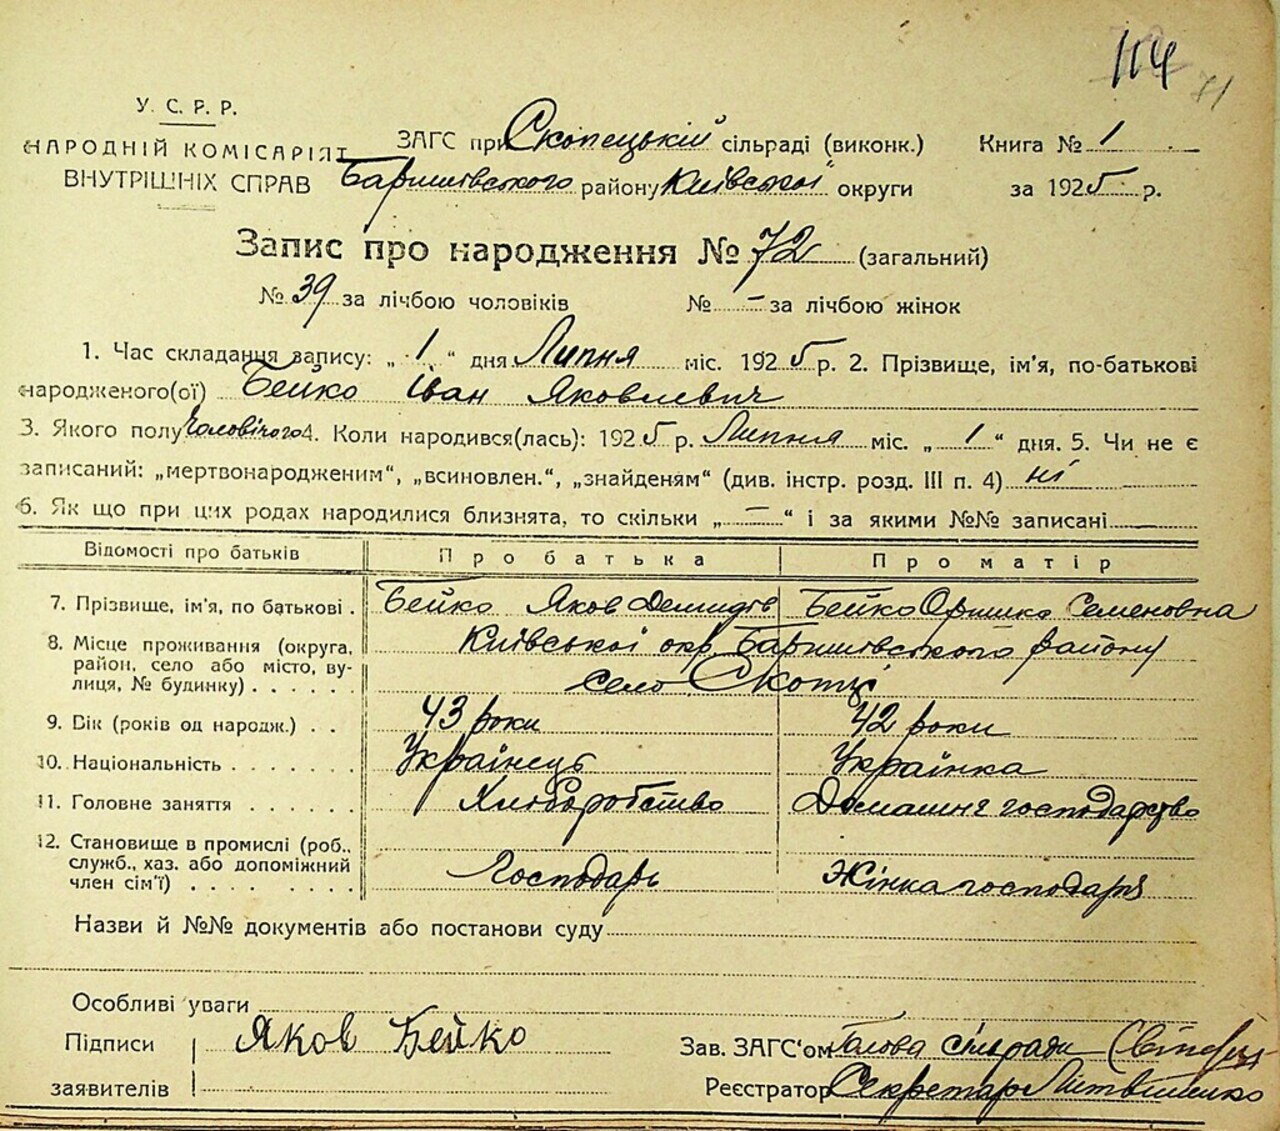 114
71
У. С. Р. Р.
НАРОДНІЙ КОМІСАРІЯТ
ВНУТРІШНІХ СПРАВ
ЗАГС при Скопецькій сільраді (виконк.) Книга № 1
Баришівського району Київської округи за 1925 р.
Запис про народження № 72 (загальний)
№ 39 за лічбою чоловіків № – за лічбою жінок
1. Час складання запису: „ 1 “ дня Липня міс. 1925 р. 2. Прізвище, ім'я, по-батькові
народженого(ої) Бейко Іван Яковлевич
3. Якого полу Чоловічого 4. Коли народився(лась): 1925 р. Липня міс. „ 1 “ дня. 5. Чи не є
записаний: „мертвонародженим“, „всиновлен.“, „знайденям“ (див. інстр. розд. III п. 4) ні
6. Як що при цих родах народилися близнята, то скільки „ – “ і за якими №№ записані
Відомості про батьків Про батька Про матір
7. Прізвище, ім'я, по батькові . Бейко Яков Демидів Бейко Оришка Семеновна
8. Місце проживання (округа, Київської окр. Баришівського району
район, село або місто, ву-
лиця, № будинку) . . . . . . село Скопці
9. Вік (років од народж.) . . 43 роки 42 роки
10. Національність . . . . . . . Українець Українка
11. Головне заняття . . . . . . Хліборобство Домашнє господарство
12. Становище в промислі (роб.,
служб., хаз. або допоміжний
член сім'ї) . . . . . . . . Господарь Жінка господаря
Назви й №№ документів або постанови суду
Особливі уваги
Підписи Яков Бейко Зав. ЗАГС'ом Голова сільради
заявителів Реєстратор Секретар Литвиненко